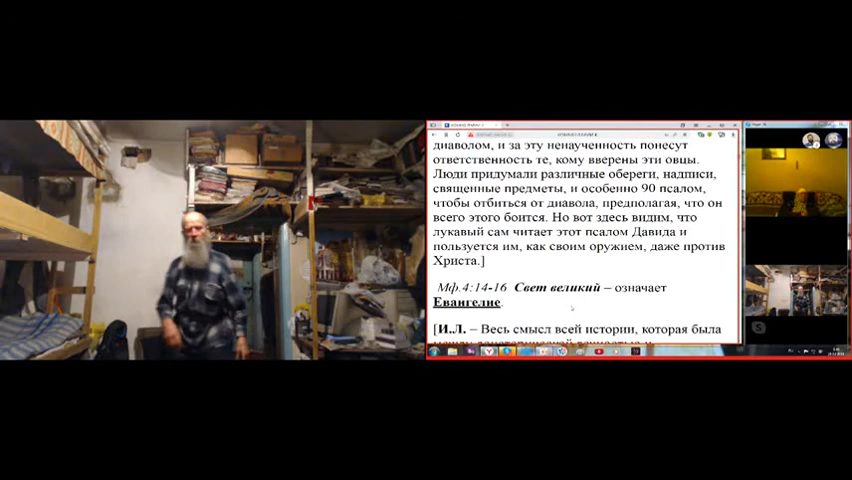 диаволом, и за эту ненаученность понесут
ответственность те, кому вверены эти овцы.
Люди придумали различные обереги, надписи,
священные предметы, и особенно 90 псалом,
чтобы отбиться от диавола, предполагая, что он
всего этого боится. Но вот здесь видим, что
лукавый сам читает этот псалом Давида и
пользуется им, как своим оружием, даже против
Христа.]
Мф.4:14-16 Свет великий – означает
Евангелие.
[И.Л. – Весь смысл всей истории, которая была